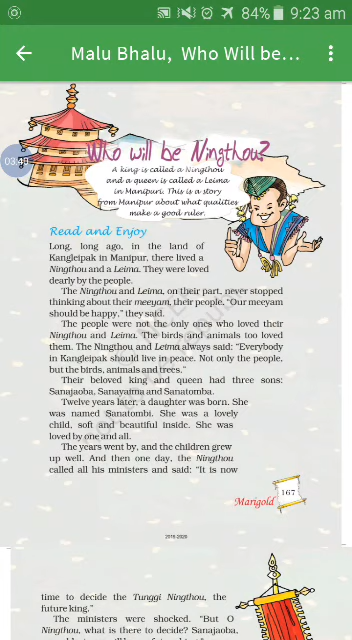 84% 9:23 am
Malu Bhalu, Who Will be...
03:49
Who will be Ningthou?
A king is called a Ningthou
and a queen is called a Leima
in Manipuri. This is a story
from Manipur about what qualities
make a good ruler.
Read and Enjoy
Long, long ago, in the land of
Kangleipak in Manipur, there lived a
Ningthou and a Leima. They were loved
dearly by the people.
The Ningthou and Leima, on their part, never stopped
thinking about their meeyam, their people. “Our meeyam
should be happy,” they said.
The people were not the only ones who loved their
Ningthou and Leima. The birds and animals too loved
them. The Ningthou and Leima always said: “Everybody
in Kangleipak should live in peace. Not only the people,
but the birds, animals and trees.”
Their beloved king and queen had three sons:
Sanajaoba, Sanayaima and Sanatomba.
Twelve years later, a daughter was born. She
was named Sanatombi. She was a lovely
child, soft and beautiful inside. She was
loved by one and all.
The years went by, and the children grew
up well. And then one day, the Ningthou
called all his ministers and said: “It is now
167
Marigold
2019-2020
time to decide the Tunggi Ningthou, the
future king.”
The ministers were shocked. “But O
Ningthou, what is there to decide? Sanajaoba,